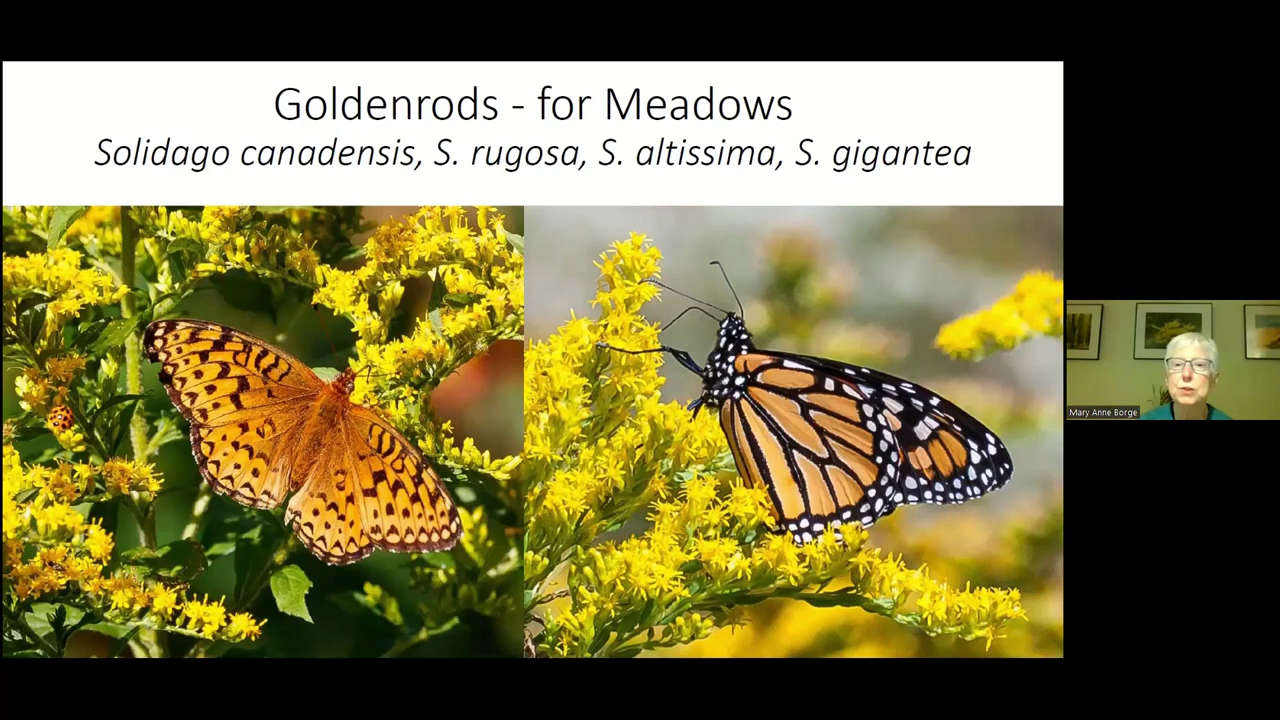 Goldenrods - for Meadows
Solidago canadensis, S. rugosa, S. altissima, S. gigantea
Mary Anne Borge